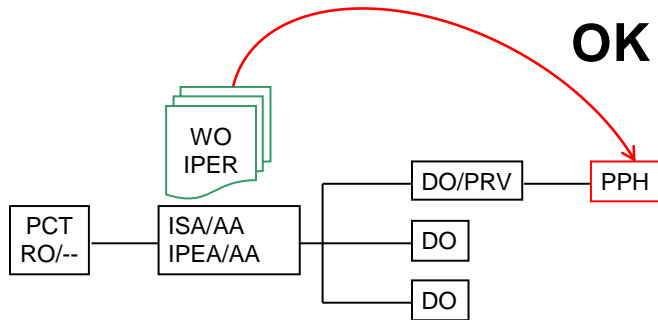 OK
WO
IPER
DO/PRV
PPH
PCT
RO/--
ISA/AA
IPEA/AA
DO
DO